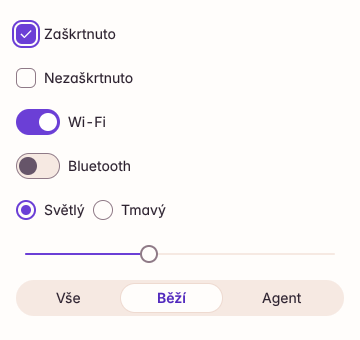 Zaškrtnuto
Nezaškrtnuto
Wi-Fi
Bluetooth
Světlý Tmavý
Vše Běží Agent